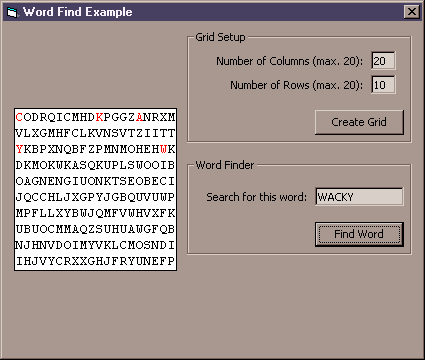 Word Find Example
CODRQICMHDKPGGZANRXM
VLXGMHFCLKVNSVTZIITT
YKBPXNQBFZPMNMOHEHWK
DKMOKWKASQKUPLSWOOIB
OAGNENGIUONKTSEOBECI
JQCCHLJXGPYJGBQUVUWP
MPFLLXYBWJQMFVWHVXFK
UBUOCMMAQZSUHUAWGFQB
NJHNVDOIMYVKLCMOSNDI
IHJVYCRXXGHJFRYUNEFP
Grid Setup
Number of Columns (max. 20): 20
Number of Rows (max. 20): 10
Create Grid
Word Finder
Search for this word: WACKY
Find Word